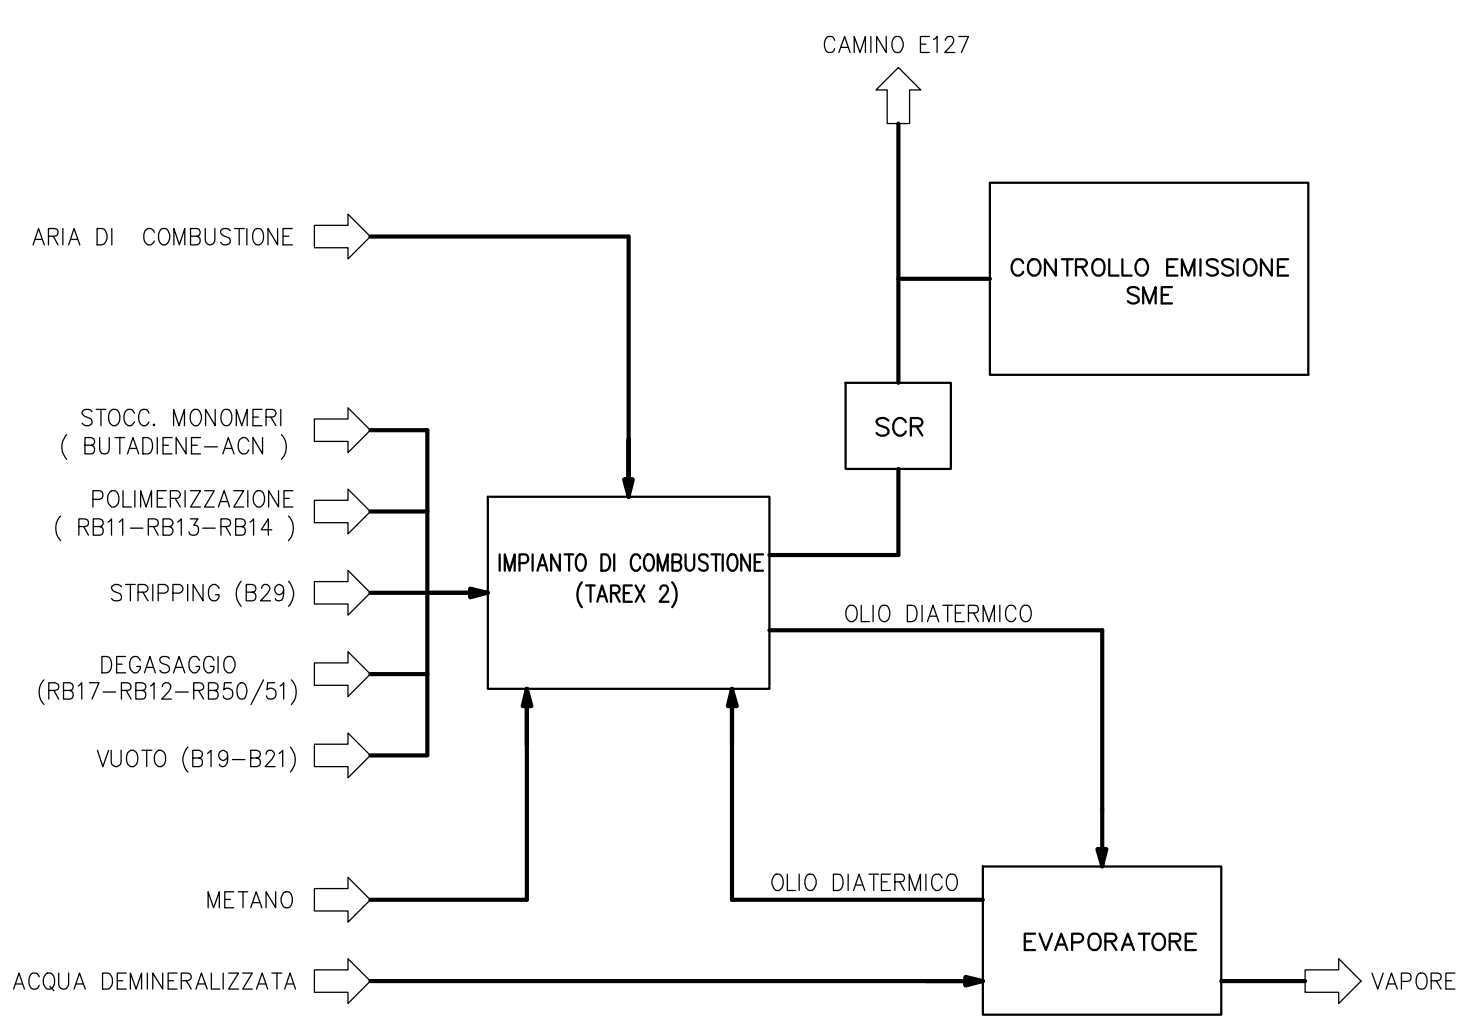 CAMINO E127
ARIA DI COMBUSTIONE
CONTROLLO EMISSIONE
SME
STOCC. MONOMERI
( BUTADIENE-ACN )
SCR
POLIMERIZZAZIONE
( RB11-RB13-RB14 )
IMPIANTO DI COMBUSTIONE
(TAREX 2)
STRIPPING (B29)
OLIO DIATERMICO
DEGASAGGIO
(RB17-RB12-RB50/51)
VUOTO (B19-B21)
OLIO DIATERMICO
METANO
EVAPORATORE
ACQUA DEMINERALIZZATA
VAPORE